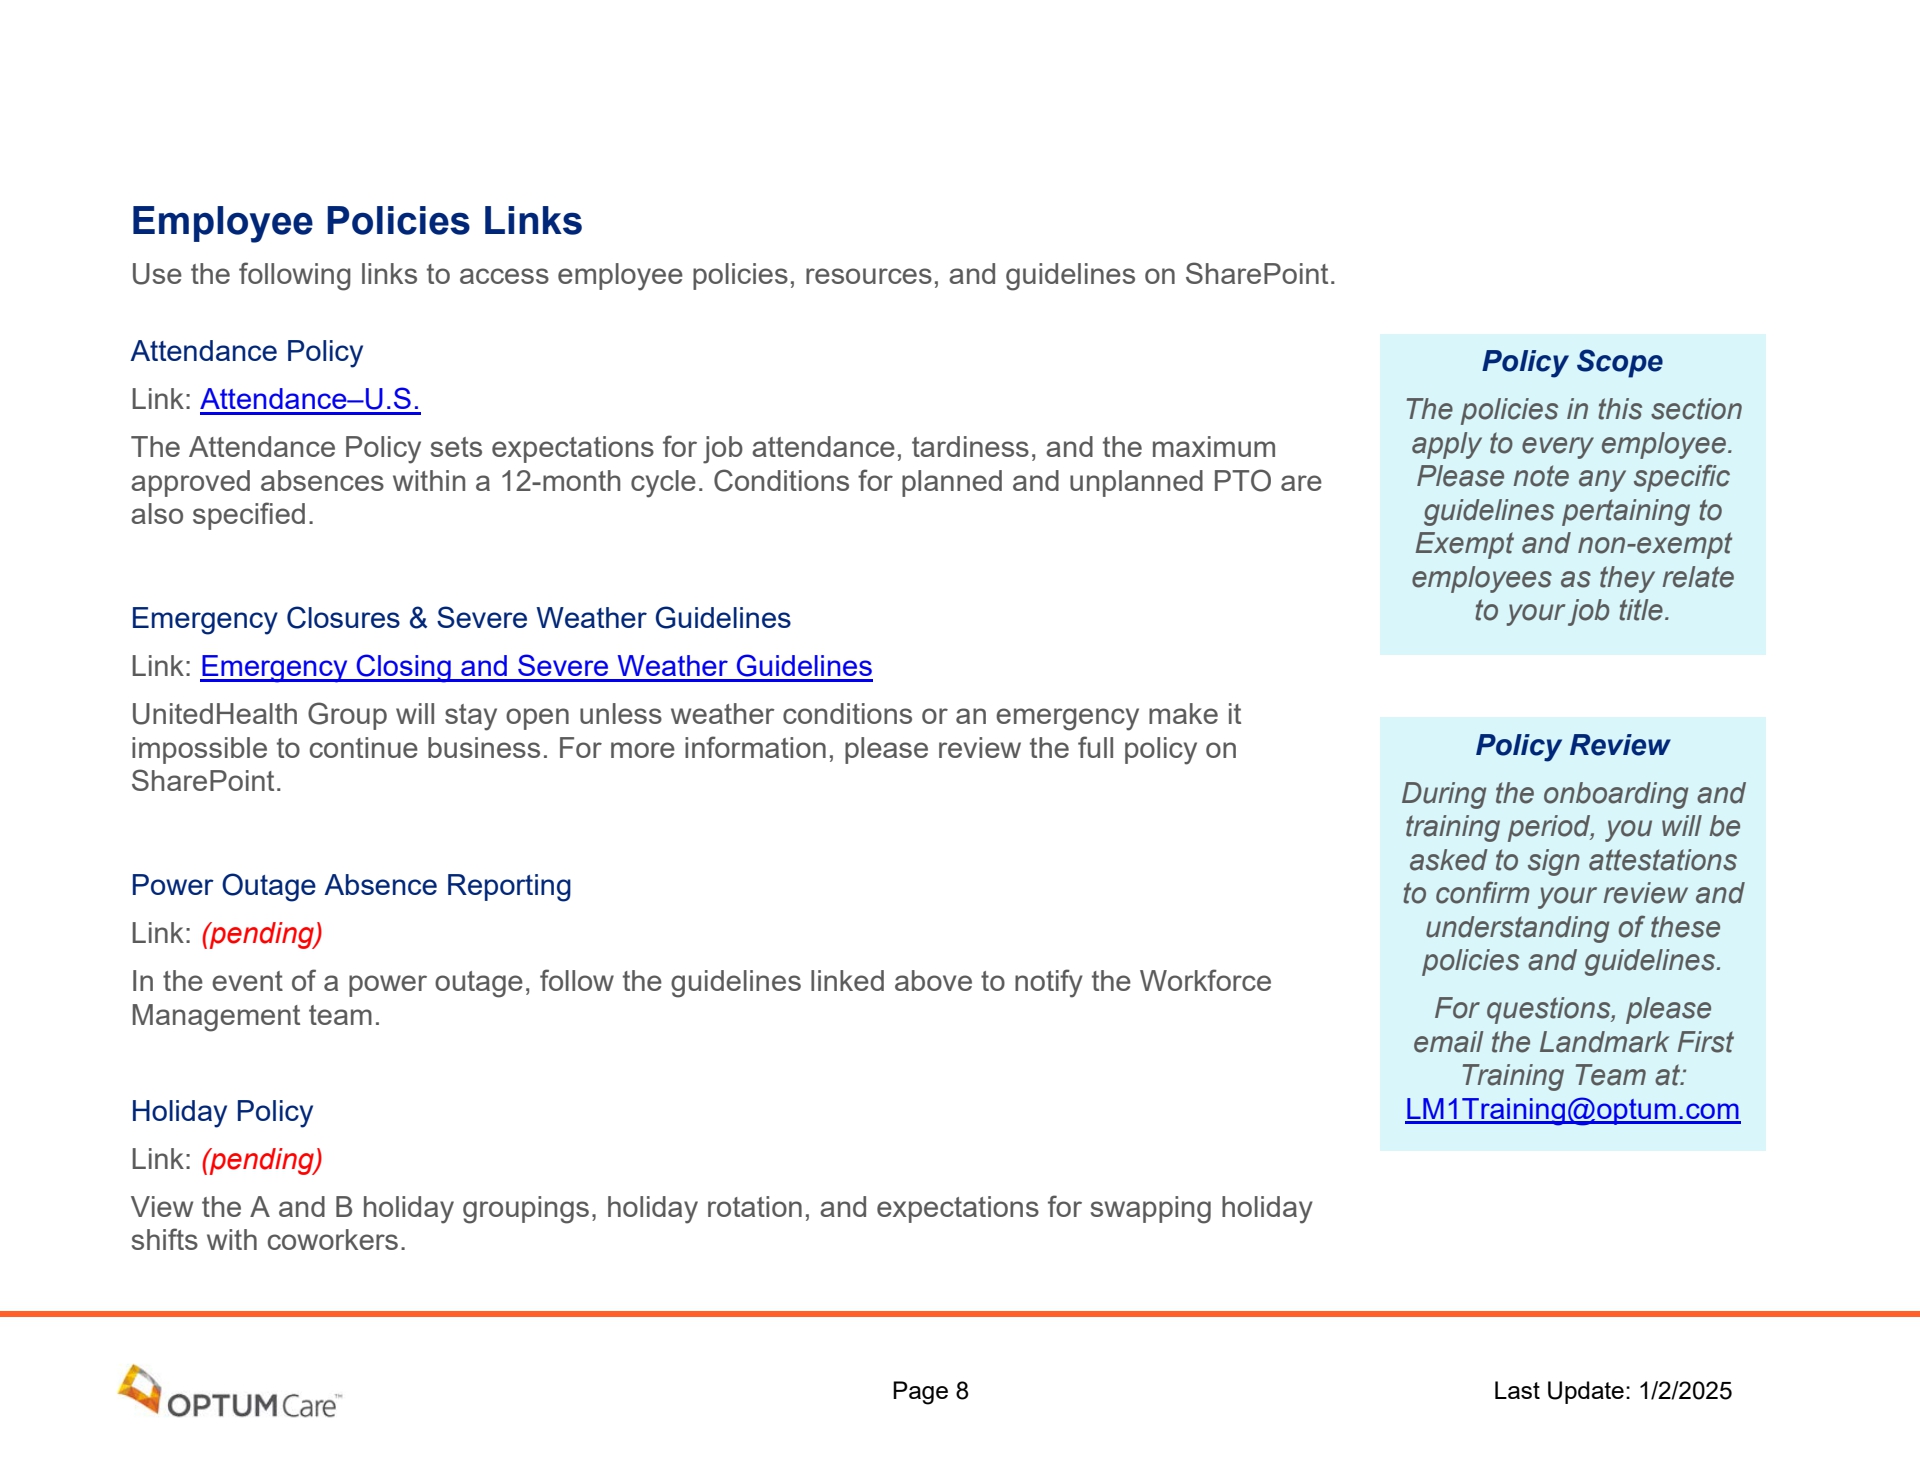 Employee Policies Links
Use the following links to access employee policies, resources, and guidelines on SharePoint.
Attendance Policy
Link: Attendance–U.S.
The Attendance Policy sets expectations for job attendance, tardiness, and the maximum
approved absences within a 12-month cycle. Conditions for planned and unplanned PTO are
also specified.
Emergency Closures & Severe Weather Guidelines
Link: Emergency Closing and Severe Weather Guidelines
UnitedHealth Group will stay open unless weather conditions or an emergency make it
impossible to continue business. For more information, please review the full policy on
SharePoint.
Power Outage Absence Reporting
Link: (pending)
In the event of a power outage, follow the guidelines linked above to notify the Workforce
Management team.
Holiday Policy
Link: (pending)
View the A and B holiday groupings, holiday rotation, and expectations for swapping holiday
shifts with coworkers.
Policy Scope
The policies in this section
apply to every employee.
Please note any specific
guidelines pertaining to
Exempt and non-exempt
employees as they relate
to your job title.
Policy Review
During the onboarding and
training period, you will be
asked to sign attestations
to confirm your review and
understanding of these
policies and guidelines.
For questions, please
email the Landmark First
Training Team at:
LM1Training@optum.com
OPTUM Care™
Page 8
Last Update: 1/2/2025